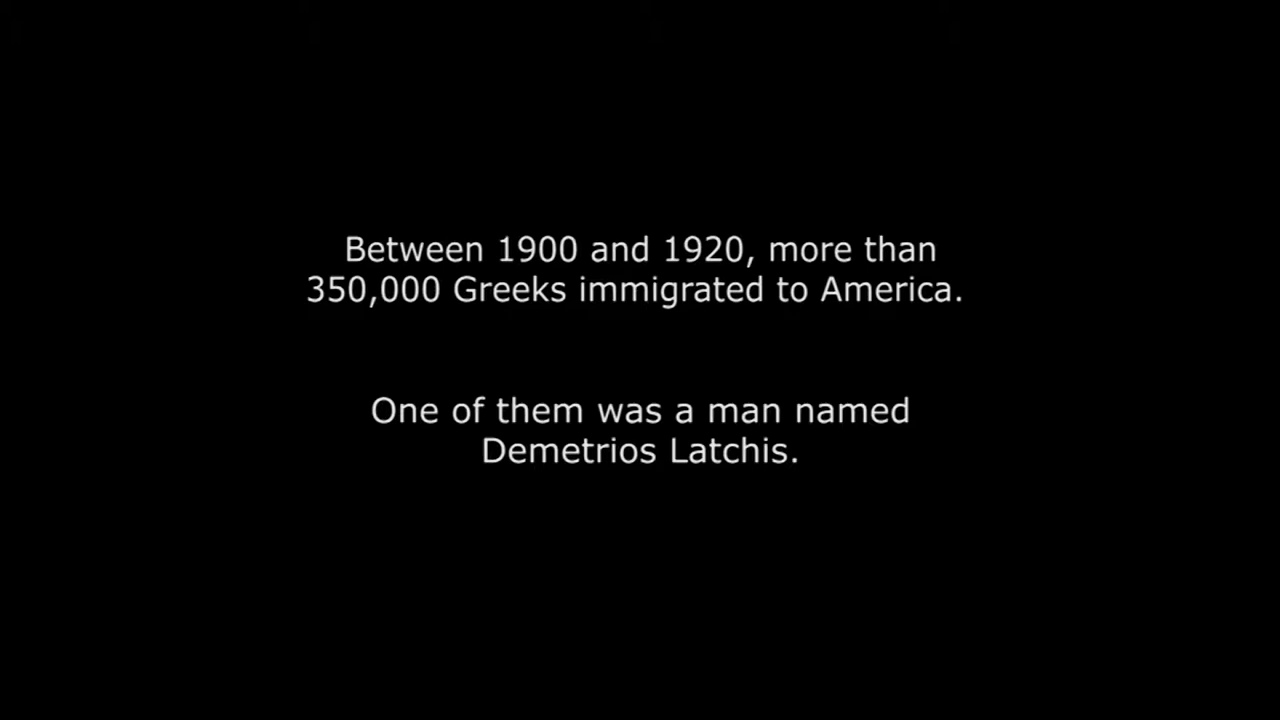 Between 1900 and 1920, more than
350,000 Greeks immigrated to America.
One of them was a man named
Demetrios Latchis.